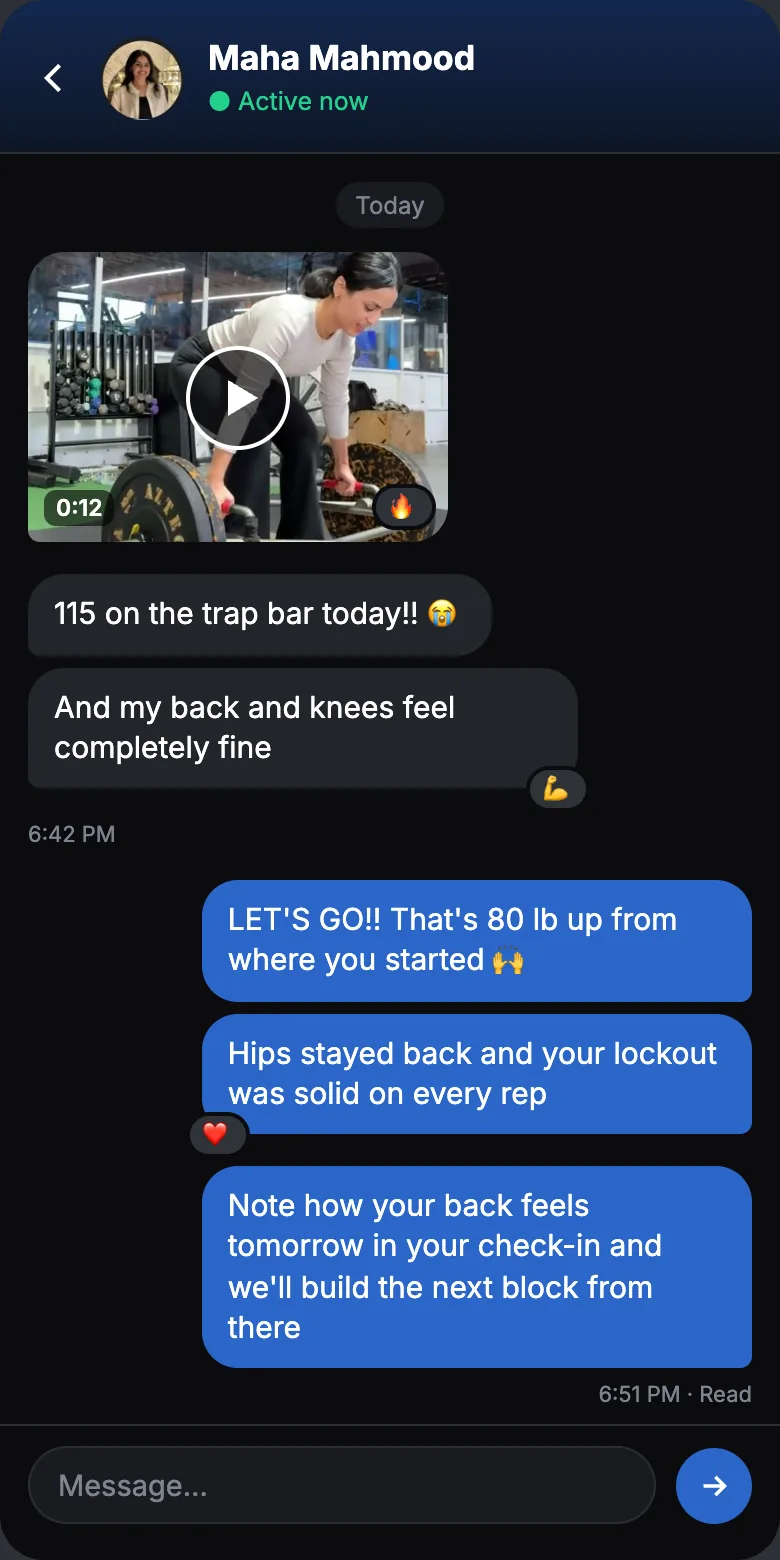 Maha Mahmood
Active now
Today
AZTEC
0:12
🔥
115 on the trap bar today!! 😭
And my back and knees feel
completely fine
💪
6:42 PM
LET'S GO!! That's 80 lb up from
where you started 🙌
Hips stayed back and your lockout
was solid on every rep
❤️
Note how your back feels
tomorrow in your check-in and
we'll build the next block from
there
6:51 PM · Read
Message...